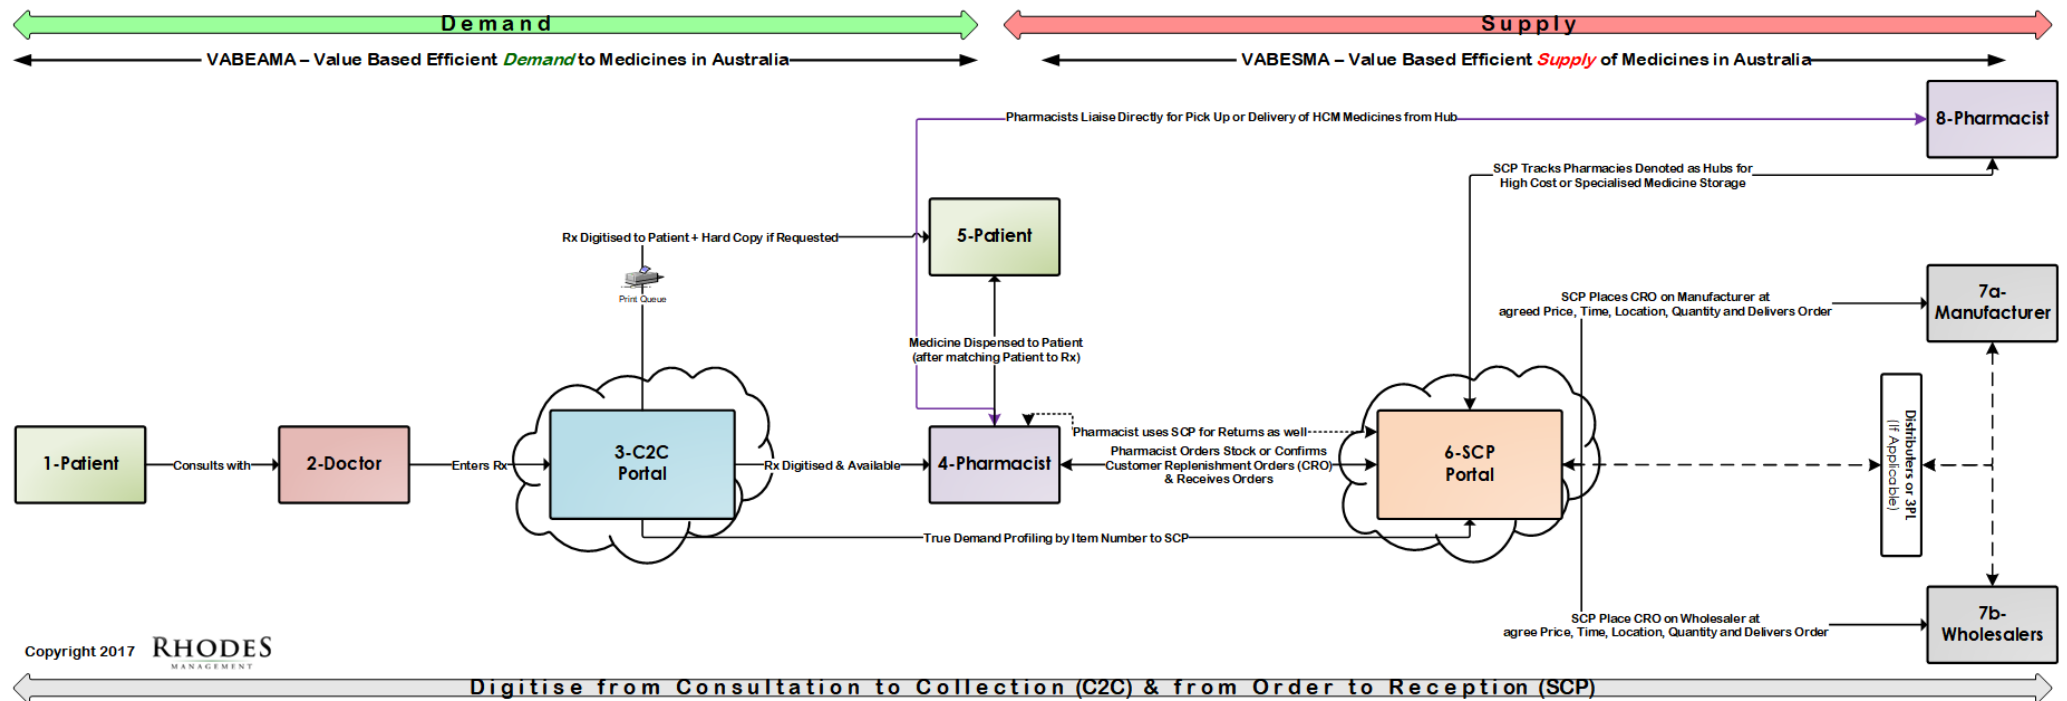 Demand
Supply
VABEAMA – Value Based Efficient Demand to Medicines in Australia
VABESMA – Value Based Efficient Supply of Medicines in Australia
Pharmacists Liaise Directly for Pick Up or Delivery of HCM Medicines from Hub
8-Pharmacist
SCP Tracks Pharmacies Denoted as Hubs for
High Cost or Specialised Medicine Storage
Rx Digitised to Patient + Hard Copy if Requested
5-Patient
Print Queue
SCP Places CRO on Manufacturer at
agreed Price, Time, Location, Quantity and Delivers Order
7a-
Manufacturer
Medicine Dispensed to Patient
(after matching Patient to Rx)
1-Patient
Consults with
2-Doctor
Enters Rx
3-C2C
Portal
Rx Digitised & Available
4-Pharmacist
Pharmacist uses SCP for Returns as well
Pharmacist Orders Stock or Confirms
Customer Replenishment Orders (CRO)
& Receives Orders
6-SCP
Portal
Distributers or 3PL
(If Applicable)
True Demand Profiling by Item Number to SCP
SCP Place CRO on Wholesaler at
agree Price, Time, Location, Quantity and Delivers Order
7b-
Wholesalers
Copyright 2017
RHODES
MANAGEMENT
Digitise from Consultation to Collection (C2C) & from Order to Reception (SCP)